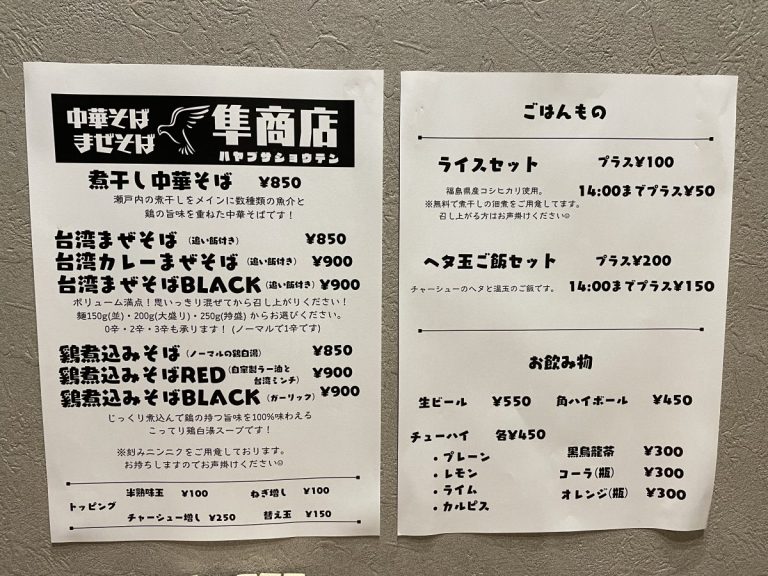 中華そば
まぜそば
隼商店
ハヤブサショウテン
煮干し中華そば ¥850
瀬戸内の煮干しをメインに数種類の魚介と
鶏の旨味を重ねた中華そばです！
台湾まぜそば（追い飯付き） ¥850
台湾カレーまぜそば（追い飯付き） ¥900
台湾まぜそばBLACK（追い飯付き） ¥900
ボリューム満点！思いっきり混ぜてから召し上がりください！
麺150g(並)・200g(大盛り)・250g(特盛) からお選びください。
0辛・2辛・3辛も承ります！ (ノーマルで1辛です)
鶏煮込みそば（ノーマルの鶏白湯） ¥850
鶏煮込みそばRED（自家製ラー油と台湾ミンチ） ¥900
鶏煮込みそばBLACK（ガーリック） ¥900
じっくり煮込んで鶏の持つ旨味を100%味わえる
こってり鶏白湯スープです！
※刻みニンニクをご用意しております。
お持ちしますのでお声掛けください☺
トッピング
半熟味玉 ¥100 ねぎ増し ¥100
チャーシュー増し ¥250 替え玉 ¥150
ごはんもの
ライスセット プラス¥100
福島県産コシヒカリ使用。 14:00までプラス¥50
※無料で煮干しの佃煮をご用意してます。
召し上がる方はお声掛けください☺
ヘタ玉ご飯セット プラス¥200
チャーシューのヘタと温玉のご飯です。 14:00までプラス¥150
お飲み物
生ビール ¥550 角ハイボール ¥450
チューハイ 各¥450
・プレーン
・レモン
・ライム
・カルピス
黒烏龍茶 ¥300
コーラ(瓶) ¥300
オレンジ(瓶) ¥300